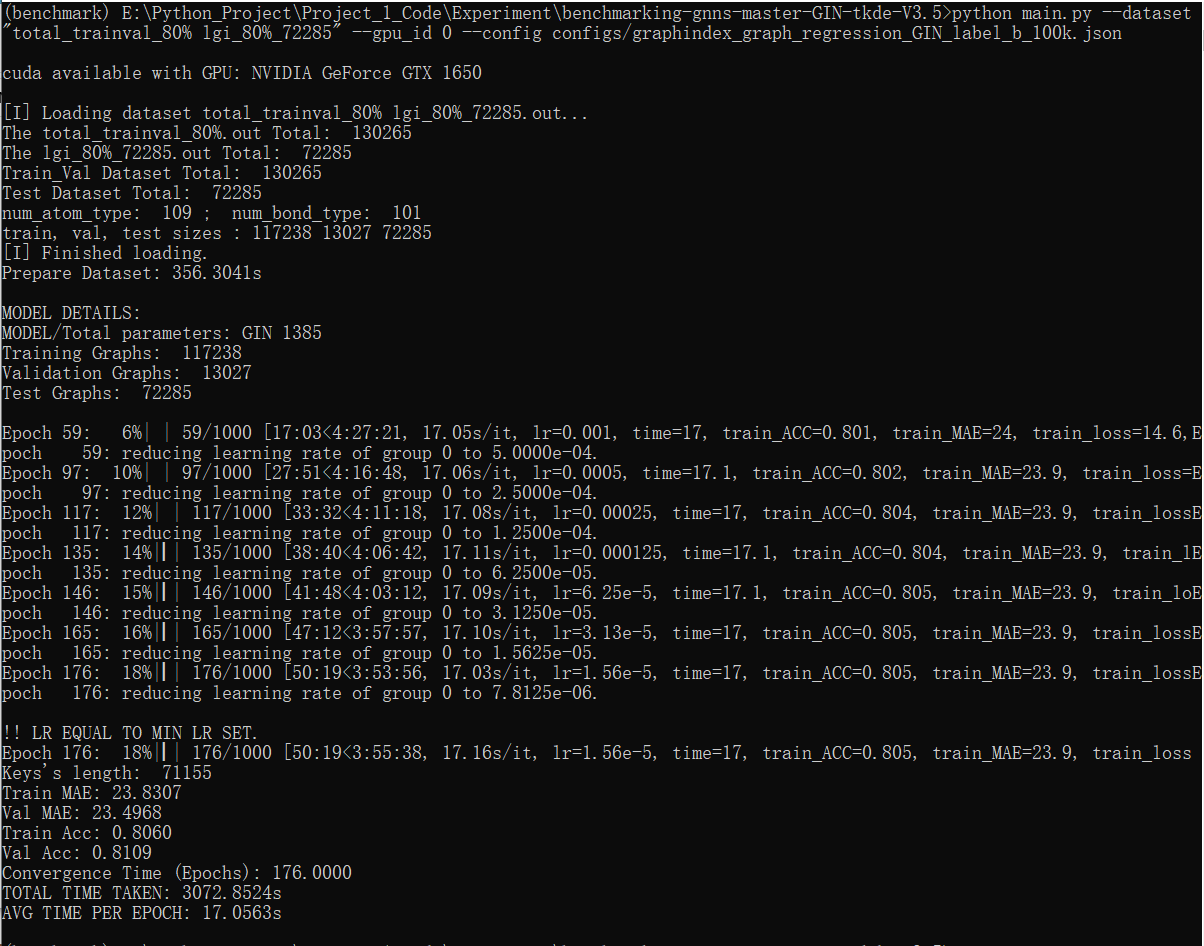 (benchmark) E:\Python_Project\Project_1_Code\Experiment\benchmarking-gnns-master-GIN-tkde-V3.5>python main.py --dataset
"total_trainval_80% lgi_80%_72285" --gpu_id 0 --config configs/graphindex_graph_regression_GIN_label_b_100k.json
cuda available with GPU: NVIDIA GeForce GTX 1650
[I] Loading dataset total_trainval_80% lgi_80%_72285.out...
The total_trainval_80%.out Total:  130265
The lgi_80%_72285.out Total:  72285
Train_Val Dataset Total:  130265
Test Dataset Total:  72285
num_atom_type:  109 ;  num_bond_type:  101
train, val, test sizes : 117238 13027 72285
[I] Finished loading.
Prepare Dataset: 356.3041s
MODEL DETAILS:
MODEL/Total parameters: GIN 1385
Training Graphs:  117238
Validation Graphs:  13027
Test Graphs:  72285
Epoch 59:   6%| | 59/1000 [17:03<4:27:21, 17.05s/it, lr=0.001, time=17, train_ACC=0.801, train_MAE=24, train_loss=14.6,E
poch    59: reducing learning rate of group 0 to 5.0000e-04.
Epoch 97:  10%| | 97/1000 [27:51<4:16:48, 17.06s/it, lr=0.0005, time=17.1, train_ACC=0.802, train_MAE=23.9, train_loss=E
poch    97: reducing learning rate of group 0 to 2.5000e-04.
Epoch 117:  12%| | 117/1000 [33:32<4:11:18, 17.08s/it, lr=0.00025, time=17, train_ACC=0.804, train_MAE=23.9, train_lossE
poch   117: reducing learning rate of group 0 to 1.2500e-04.
Epoch 135:  14%|▏| 135/1000 [38:40<4:06:42, 17.11s/it, lr=0.000125, time=17.1, train_ACC=0.804, train_MAE=23.9, train_lE
poch   135: reducing learning rate of group 0 to 6.2500e-05.
Epoch 146:  15%|▏| 146/1000 [41:48<4:03:12, 17.09s/it, lr=6.25e-5, time=17.1, train_ACC=0.805, train_MAE=23.9, train_loE
poch   146: reducing learning rate of group 0 to 3.1250e-05.
Epoch 165:  16%|▏| 165/1000 [47:12<3:57:57, 17.10s/it, lr=3.13e-5, time=17, train_ACC=0.805, train_MAE=23.9, train_lossE
poch   165: reducing learning rate of group 0 to 1.5625e-05.
Epoch 176:  18%|▏| 176/1000 [50:19<3:53:56, 17.03s/it, lr=1.56e-5, time=17, train_ACC=0.805, train_MAE=23.9, train_lossE
poch   176: reducing learning rate of group 0 to 7.8125e-06.
!! LR EQUAL TO MIN LR SET.
Epoch 176:  18%|▏| 176/1000 [50:19<3:55:38, 17.16s/it, lr=1.56e-5, time=17, train_ACC=0.805, train_MAE=23.9, train_loss
Keys's length:  71155
Train MAE: 23.8307
Val MAE: 23.4968
Train Acc: 0.8060
Val Acc: 0.8109
Convergence Time (Epochs): 176.0000
TOTAL TIME TAKEN: 3072.8524s
AVG TIME PER EPOCH: 17.0563s